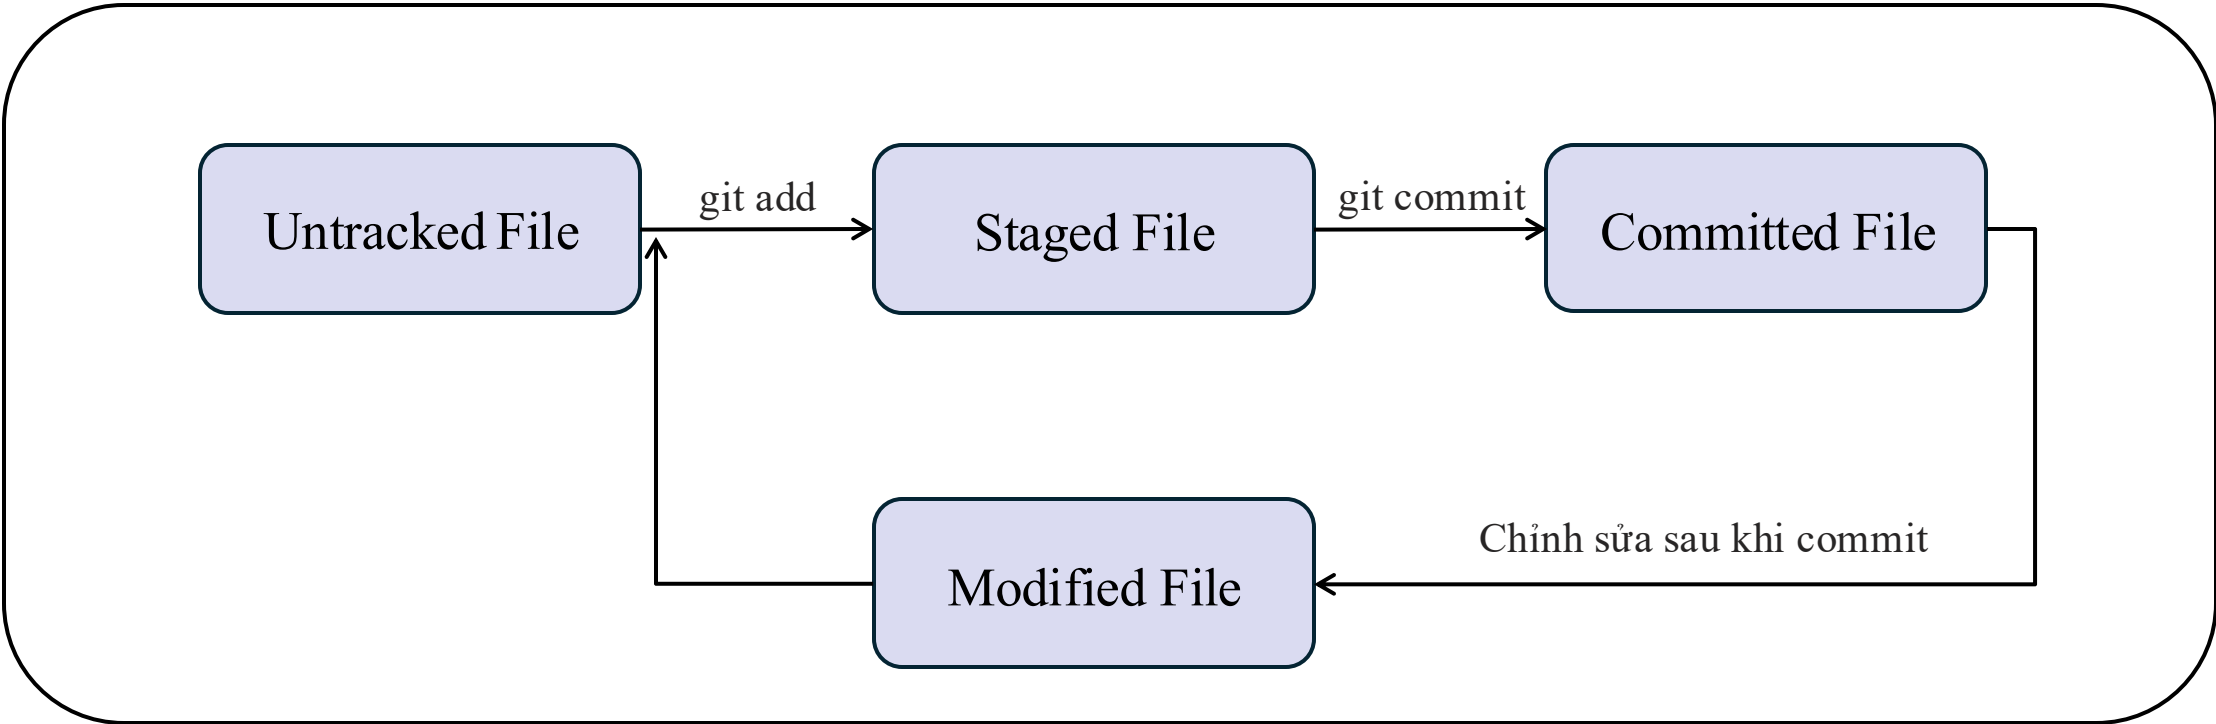 Untracked File
git add
Staged File
git commit
Committed File
Chỉnh sửa sau khi commit
Modified File